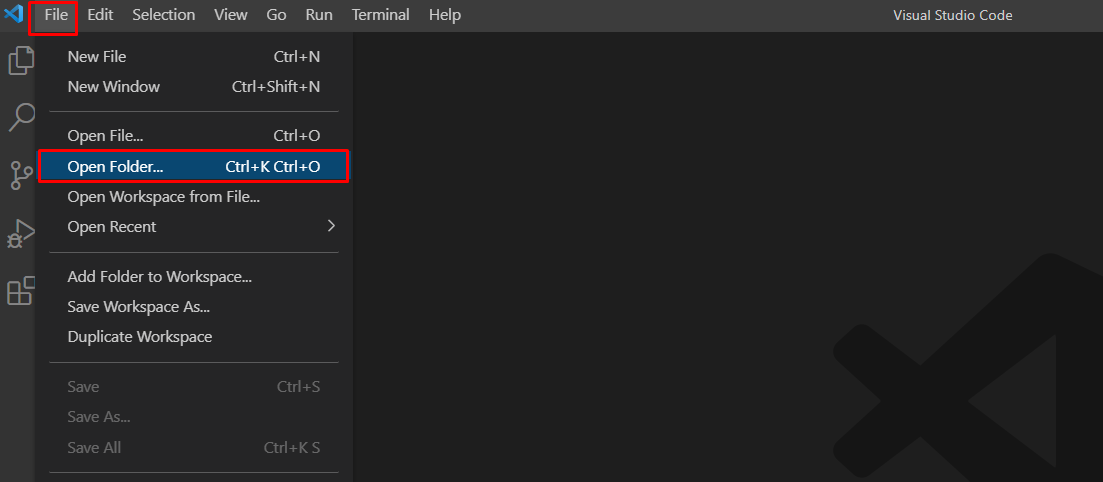 File Edit Selection View Go Run Terminal Help Visual Studio Code
New File Ctrl+N
New Window Ctrl+Shift+N
Open File... Ctrl+O
Open Folder... Ctrl+K Ctrl+O
Open Workspace from File...
Open Recent
Add Folder to Workspace...
Save Workspace As...
Duplicate Workspace
Save Ctrl+S
Save As...
Save All Ctrl+K S